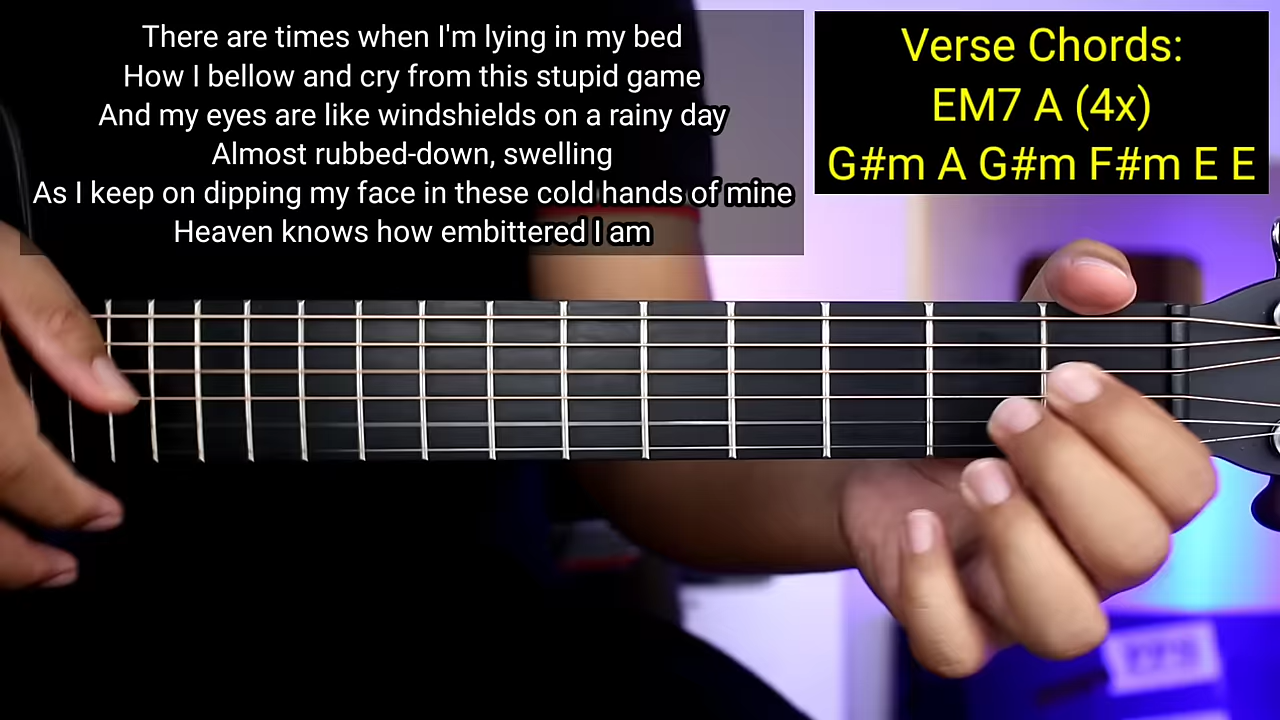 There are times when I'm lying in my bed
How I bellow and cry from this stupid game
And my eyes are like windshields on a rainy day
Almost rubbed-down, swelling
As I keep on dipping my face in these cold hands of mine
Heaven knows how embittered I am
Verse Chords:
EM7 A (4x)
G#m A G#m F#m E E